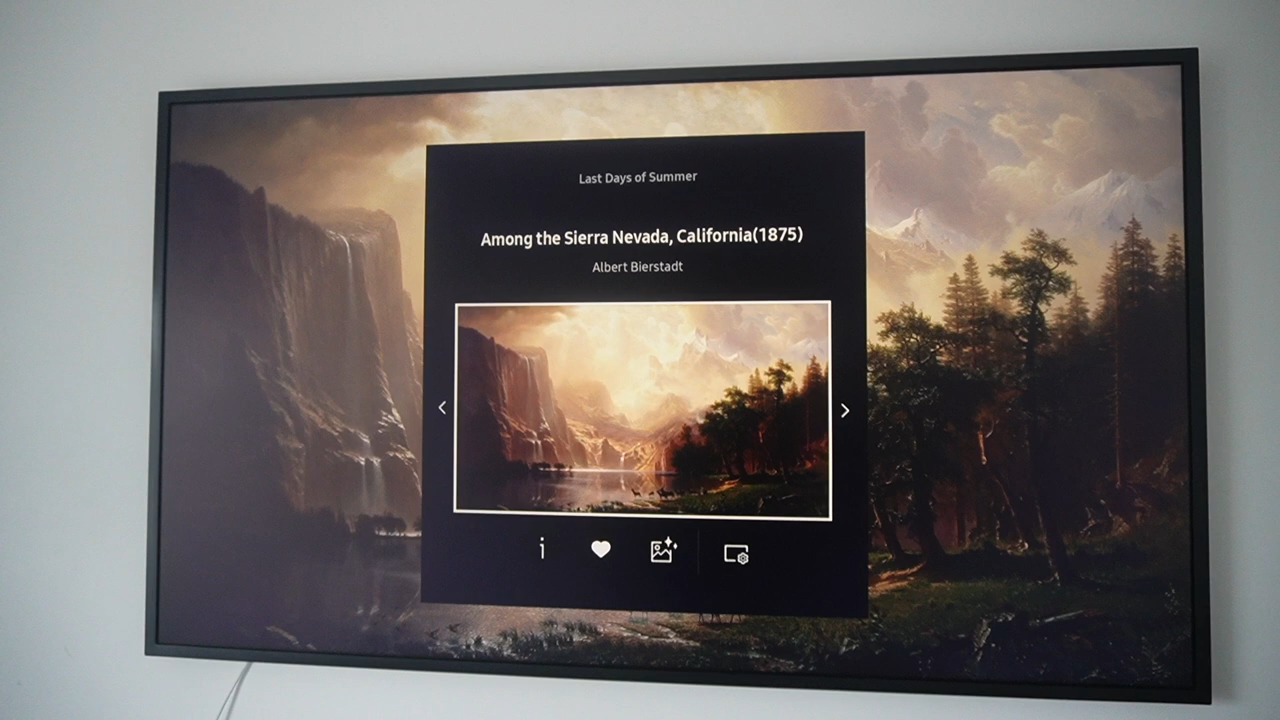 Last Days of Summer
Among the Sierra Nevada, California(1875)
Albert Bierstadt